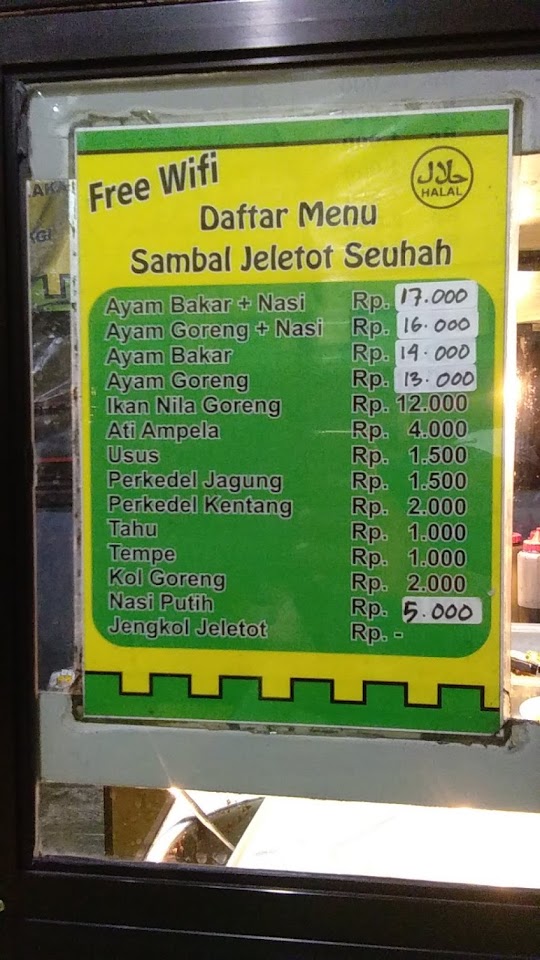 Free Wifi
حلال
HALAL
Daftar Menu
Sambal Jeletot Seuhah
Ayam Bakar + Nasi Rp. 17.000
Ayam Goreng + Nasi Rp. 16.000
Ayam Bakar Rp. 14.000
Ayam Goreng Rp. 13.000
Ikan Nila Goreng Rp. 12.000
Ati Ampela Rp. 4.000
Usus Rp. 1.500
Perkedel Jagung Rp. 1.500
Perkedel Kentang Rp. 2.000
Tahu Rp. 1.000
Tempe Rp. 1.000
Kol Goreng Rp. 2.000
Nasi Putih Rp. 5.000
Jengkol Jeletot Rp. -